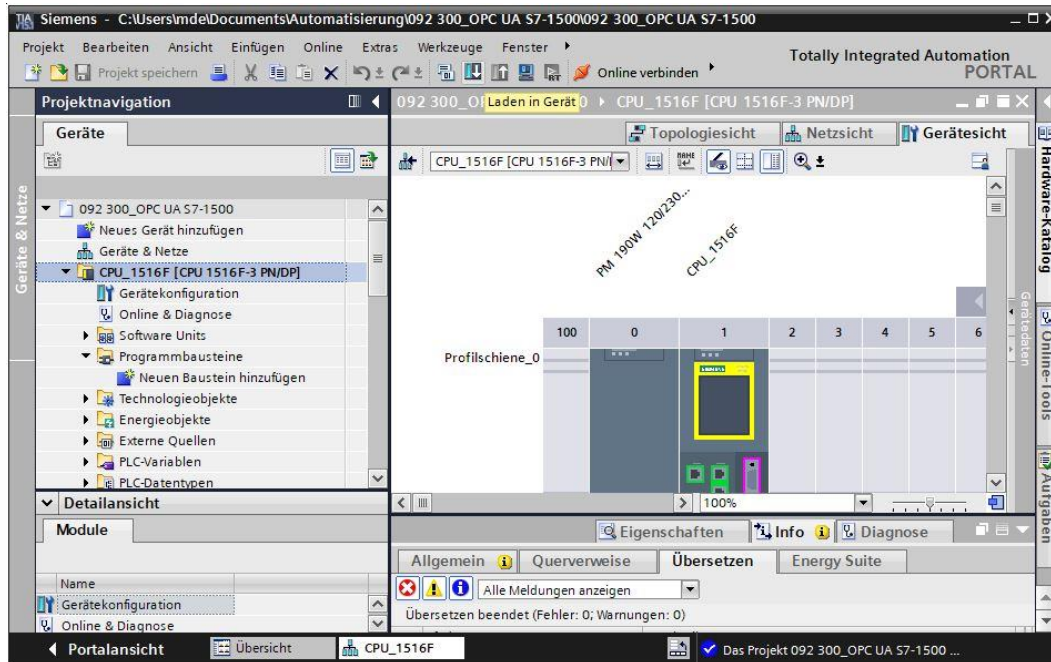 Siemens - C:\Users\mde\Documents\Automatisierung\092 300_OPC UA S7-1500\092 300_OPC UA S7-1500
Projekt Bearbeiten Ansicht Einfügen Online Extras Werkzeuge Fenster
Totally Integrated Automation
PORTAL
Projekt speichern
Online verbinden
Projektnavigation
092 300_O
Laden in Gerät
0 CPU_1516F [CPU 1516F-3 PN/DP]
Geräte
Topologiesicht
Netzsicht
Gerätesicht
CPU_1516F [CPU 1516F-3 PN/
Geräte & Netze
092 300_OPC UA S7-1500
Neues Gerät hinzufügen
Geräte & Netze
CPU_1516F [CPU 1516F-3 PN/DP]
Gerätekonfiguration
Online & Diagnose
Software Units
Programmbausteine
Neuen Baustein hinzufügen
Technologieobjekte
Energieobjekte
Externe Quellen
PLC-Variablen
PLC-Datentypen
PM 190W 120/230...
CPU_1516F
100 0 1 2 3 4 5 6
Profilschiene_0
SIEMENS
100%
Gerätedaten
Hardware-Katalog
Online-Tools
Aufgaben
Detailansicht
Module
Name
Gerätekonfiguration
Online & Diagnose
Eigenschaften
Info
Diagnose
Allgemein
Querverweise
Übersetzen
Energy Suite
Alle Meldungen anzeigen
Übersetzen beendet (Fehler: 0; Warnungen: 0)
Portalansicht
Übersicht
CPU_1516F
Das Projekt 092 300_OPC UA S7-1500 ...